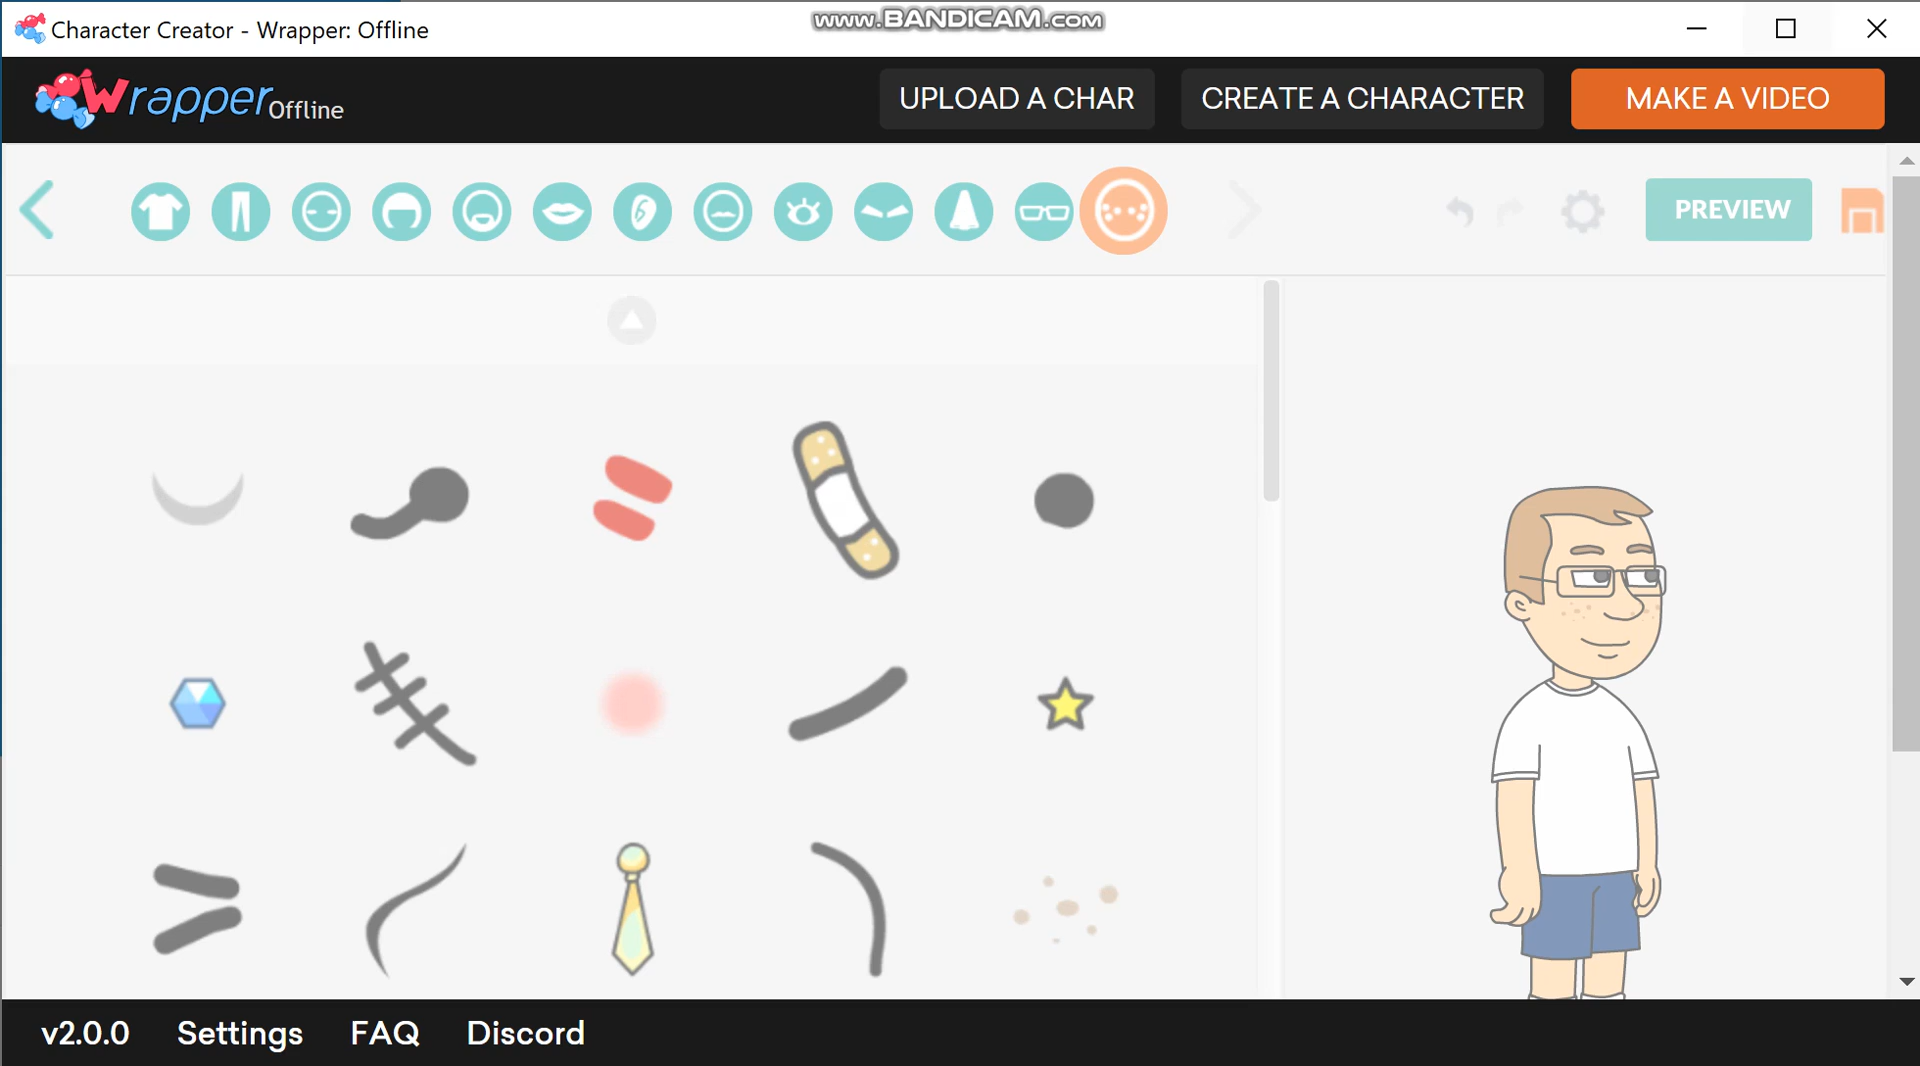 Character Creator - Wrapper: Offline
www.BANDICAM.com
Wrapper Offline
UPLOAD A CHAR
CREATE A CHARACTER
MAKE A VIDEO
PREVIEW
v2.0.0
Settings
FAQ
Discord